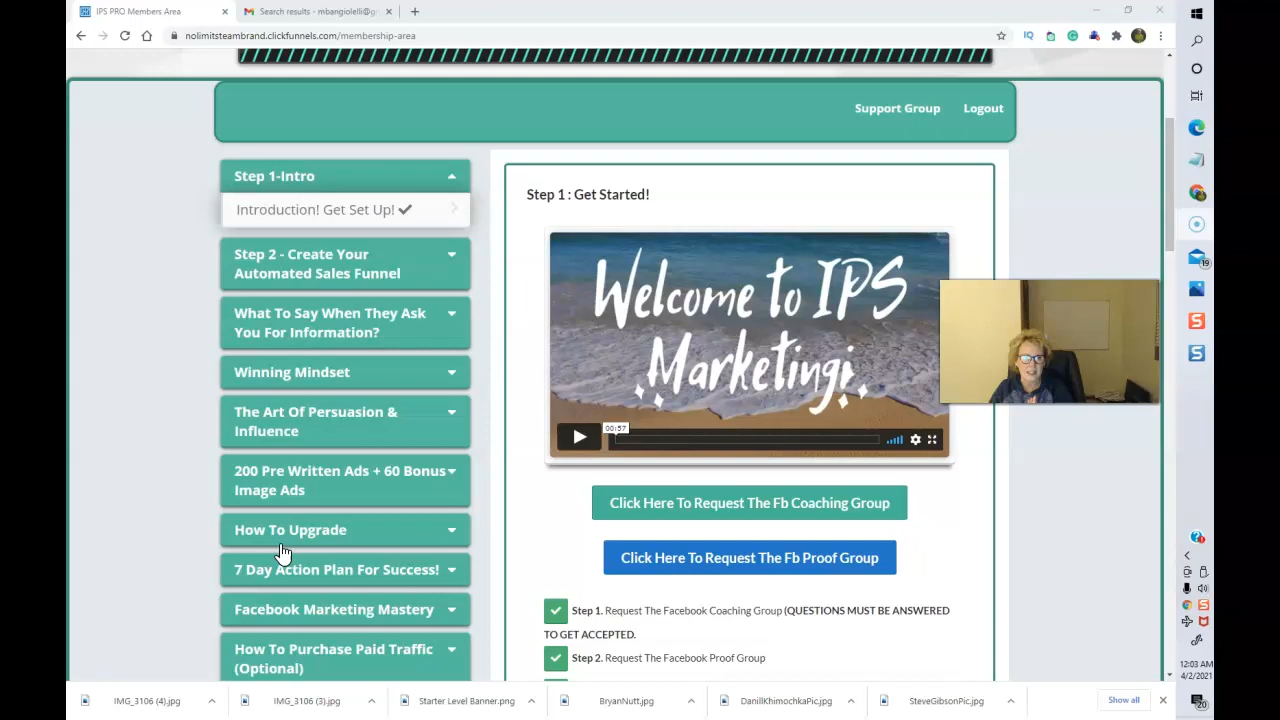 IPS PRO Members Area
Search results - mbangiolelli@g
nolimitsteambrand.clickfunnels.com/membership-area
IQ
Support Group
Logout
Step 1-Intro
Introduction! Get Set Up!
Step 2 - Create Your
Automated Sales Funnel
What To Say When They Ask
You For Information?
Winning Mindset
The Art Of Persuasion &
Influence
200 Pre Written Ads + 60 Bonus
Image Ads
How To Upgrade
7 Day Action Plan For Success!
Facebook Marketing Mastery
How To Purchase Paid Traffic
(Optional)
Step 1 : Get Started!
Welcome to IPS
Marketing!
00:57
Click Here To Request The Fb Coaching Group
Click Here To Request The Fb Proof Group
Step 1. Request The Facebook Coaching Group (QUESTIONS MUST BE ANSWERED
TO GET ACCEPTED.
Step 2. Request The Facebook Proof Group
19
12:03 AM
4/2/2021
20
IMG_3106 (4).jpg
IMG_3106 (3).jpg
Starter Level Banner.png
BryanNutt.jpg
DanillKhimochkaPic.jpg
SteveGibsonPic.jpg
Show all